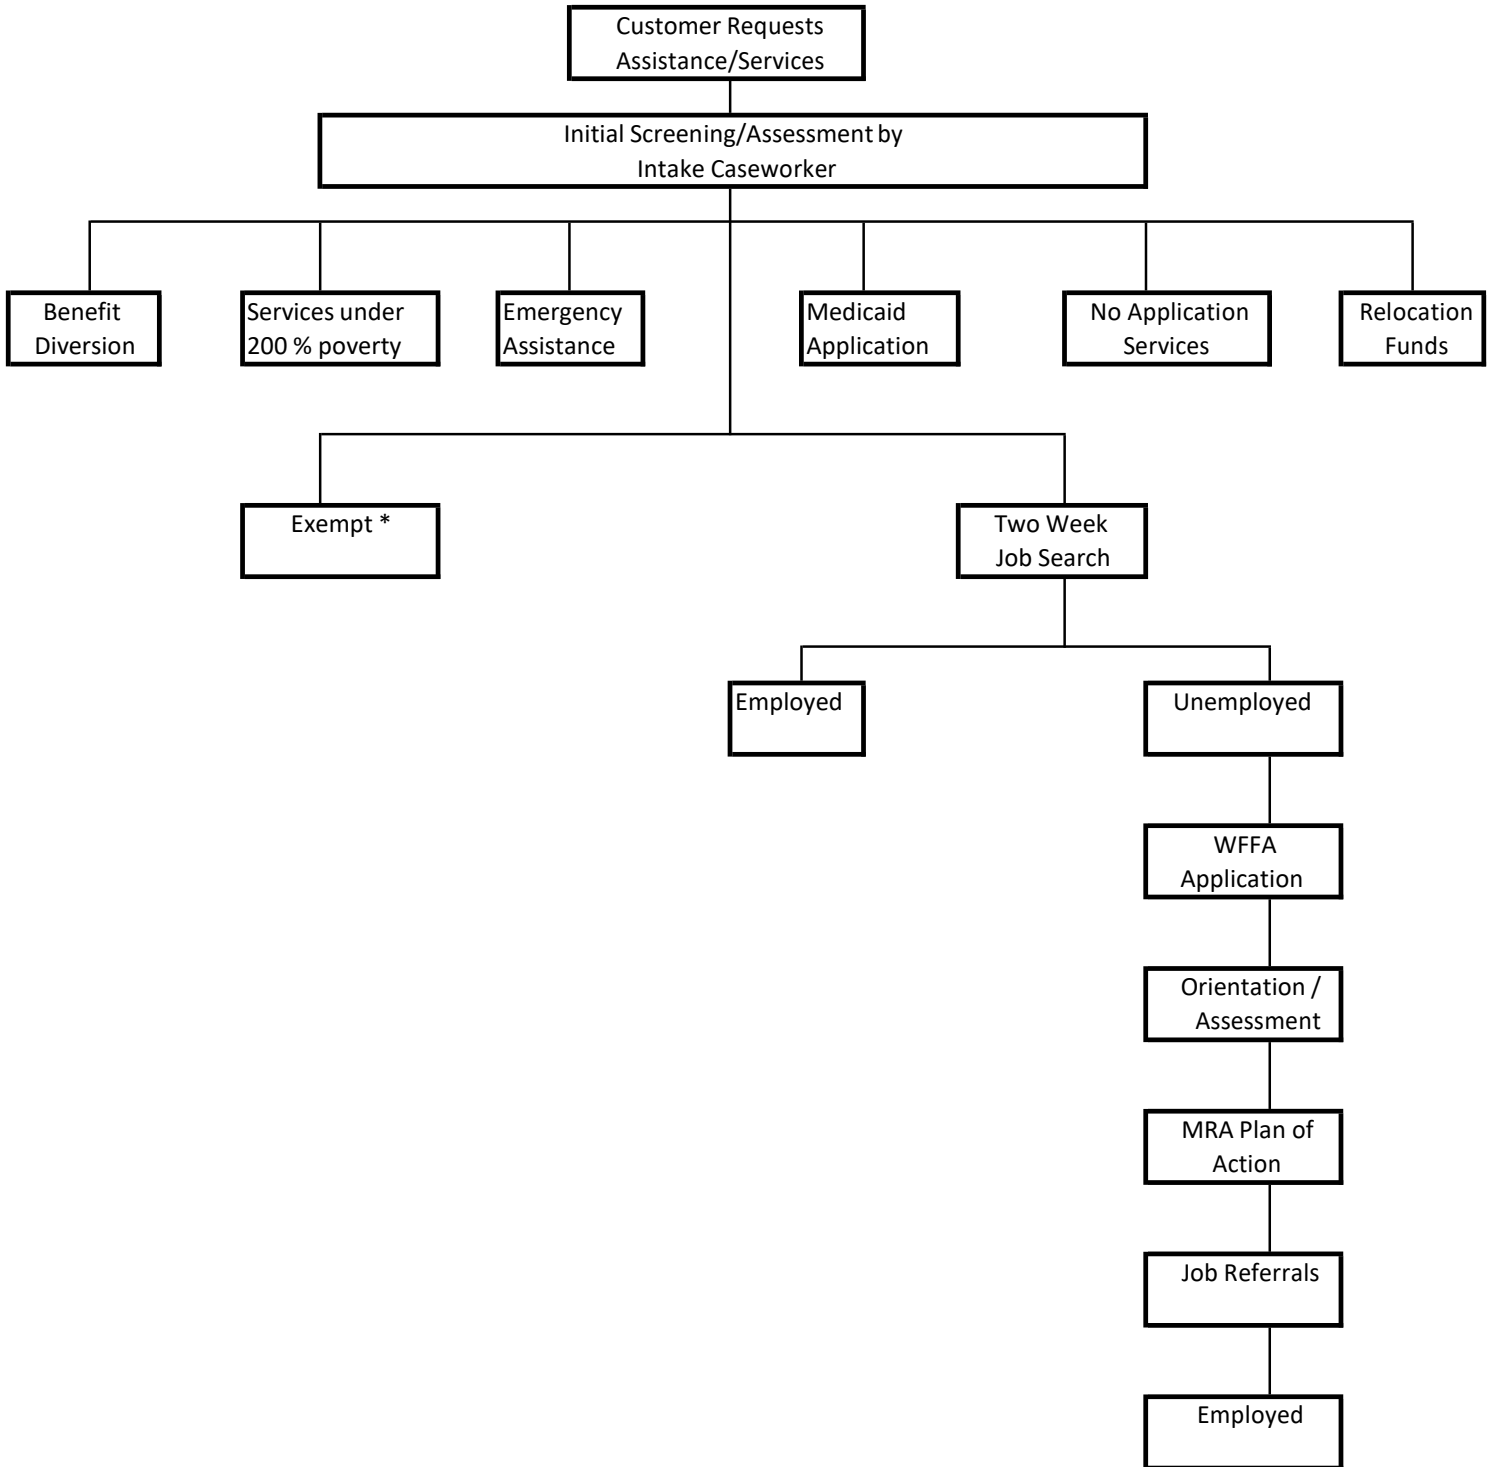 Customer Requests
Assistance/Services
Initial Screening/Assessment by
Intake Caseworker
Benefit
Diversion
Services under
200 % poverty
Emergency
Assistance
Medicaid
Application
No Application
Services
Relocation
Funds
Exempt *
Two Week
Job Search
Employed
Unemployed
WFFA
Application
Orientation /
Assessment
MRA Plan of
Action
Job Referrals
Employed